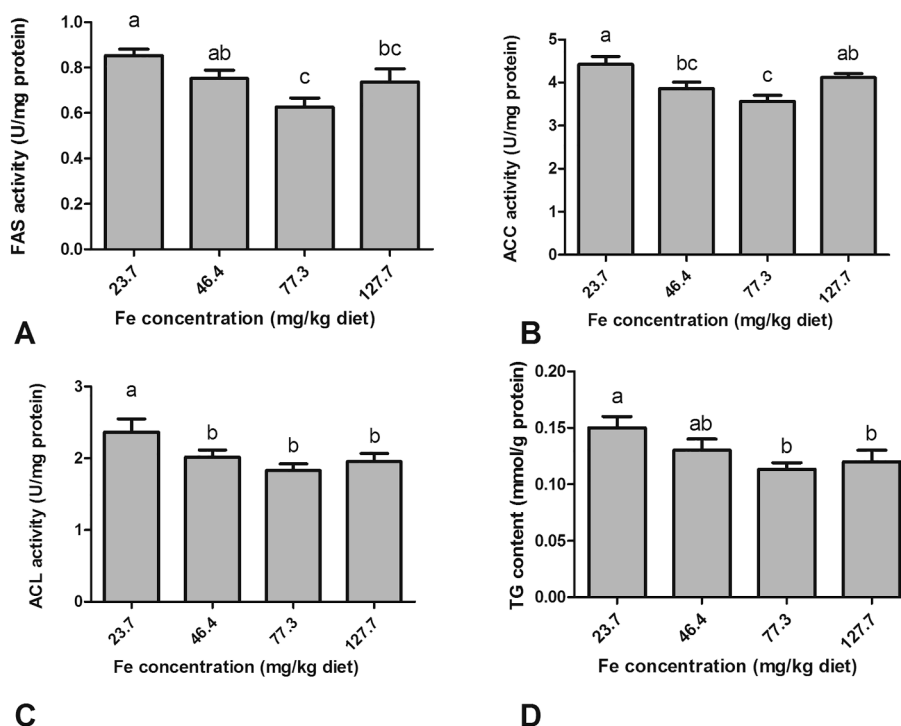 FAS activity (U/mg protein)
1.0
0.8
0.6
0.4
0.2
0.0
a
ab
c
bc
23.7
46.4
77.3
127.7
Fe concentration (mg/kg diet)
A
ACC activity (U/mg protein)
5
4
3
2
1
0
a
bc
c
ab
23.7
46.4
77.3
127.7
Fe concentration (mg/kg diet)
B
ACL activity (U/mg protein)
3
2
1
0
a
b
b
b
23.7
46.4
77.3
127.7
Fe concentration (mg/kg diet)
C
TG content (mmol/g protein)
0.20
0.15
0.10
0.05
0.00
a
ab
b
b
23.7
46.4
77.3
127.7
Fe concentration (mg/kg diet)
D